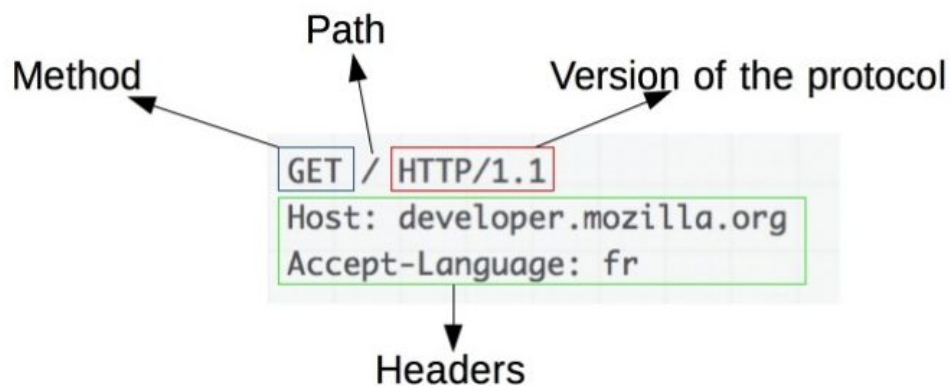 Path
Method
Version of the protocol
GET / HTTP/1.1
Host: developer.mozilla.org
Accept-Language: fr
Headers